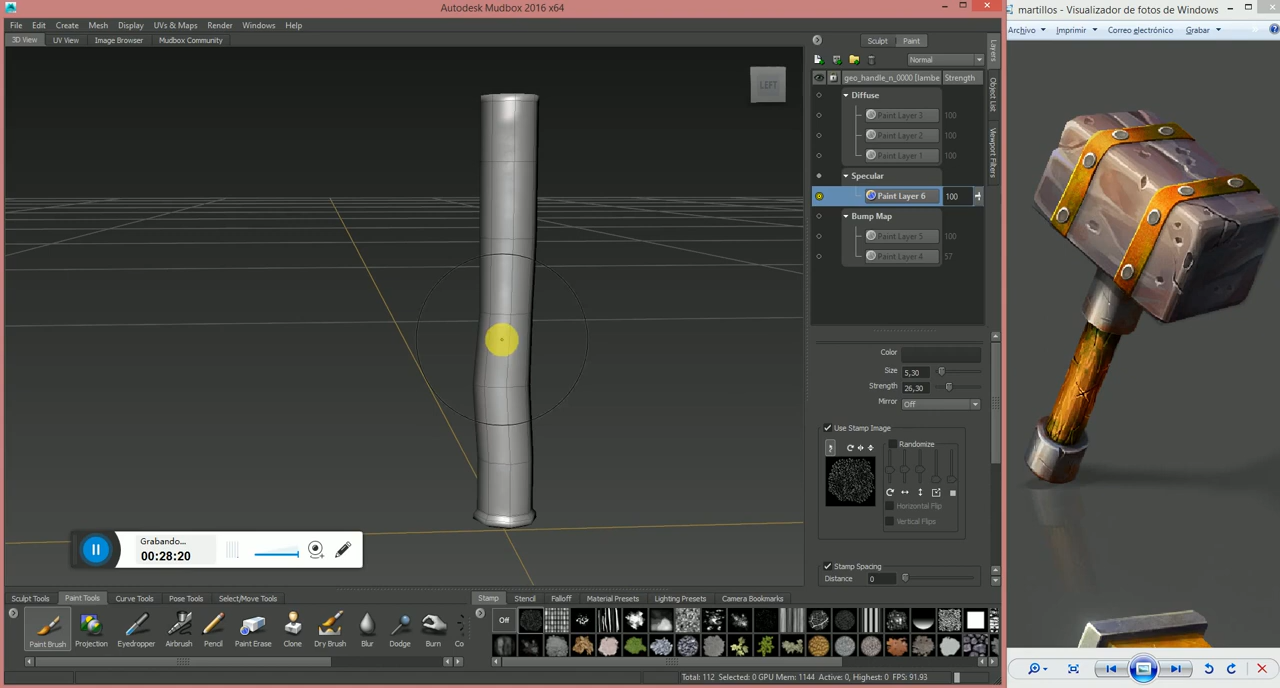 Autodesk Mudbox 2016 x64
File Edit Create Mesh Display UVs & Maps Render Windows Help
3D View UV View Image Browser Mudbox Community
LEFT
Grabando...
00:28:20
Sculpt Paint
Normal
geo_handle_n_0000 [lambe Strength
Diffuse
Paint Layer 3 100
Paint Layer 2 100
Paint Layer 1 100
Specular
Paint Layer 6 100
Bump Map
Paint Layer 5 100
Paint Layer 4 57
Layers
Object List
Viewport Filters
Color
Size 5,30
Strength 26,30
Mirror Off
Use Stamp Image
Randomize
Horizontal Flip
Vertical Flips
Stamp Spacing
Distance 0
Sculpt Tools Paint Tools Curve Tools Pose Tools Select/Move Tools
Paint Brush Projection Eyedropper Airbrush Pencil Paint Erase Clone Dry Brush Blur Dodge Burn Co
Stamp Stencil Falloff Material Presets Lighting Presets Camera Bookmarks
Off
Total: 112 Selected: 0 GPU Mem: 1144 Active: 0, Highest: 0 FPS: 91.93
martillos - Visualizador de fotos de Windows
Archivo Imprimir Correo electrónico Grabar